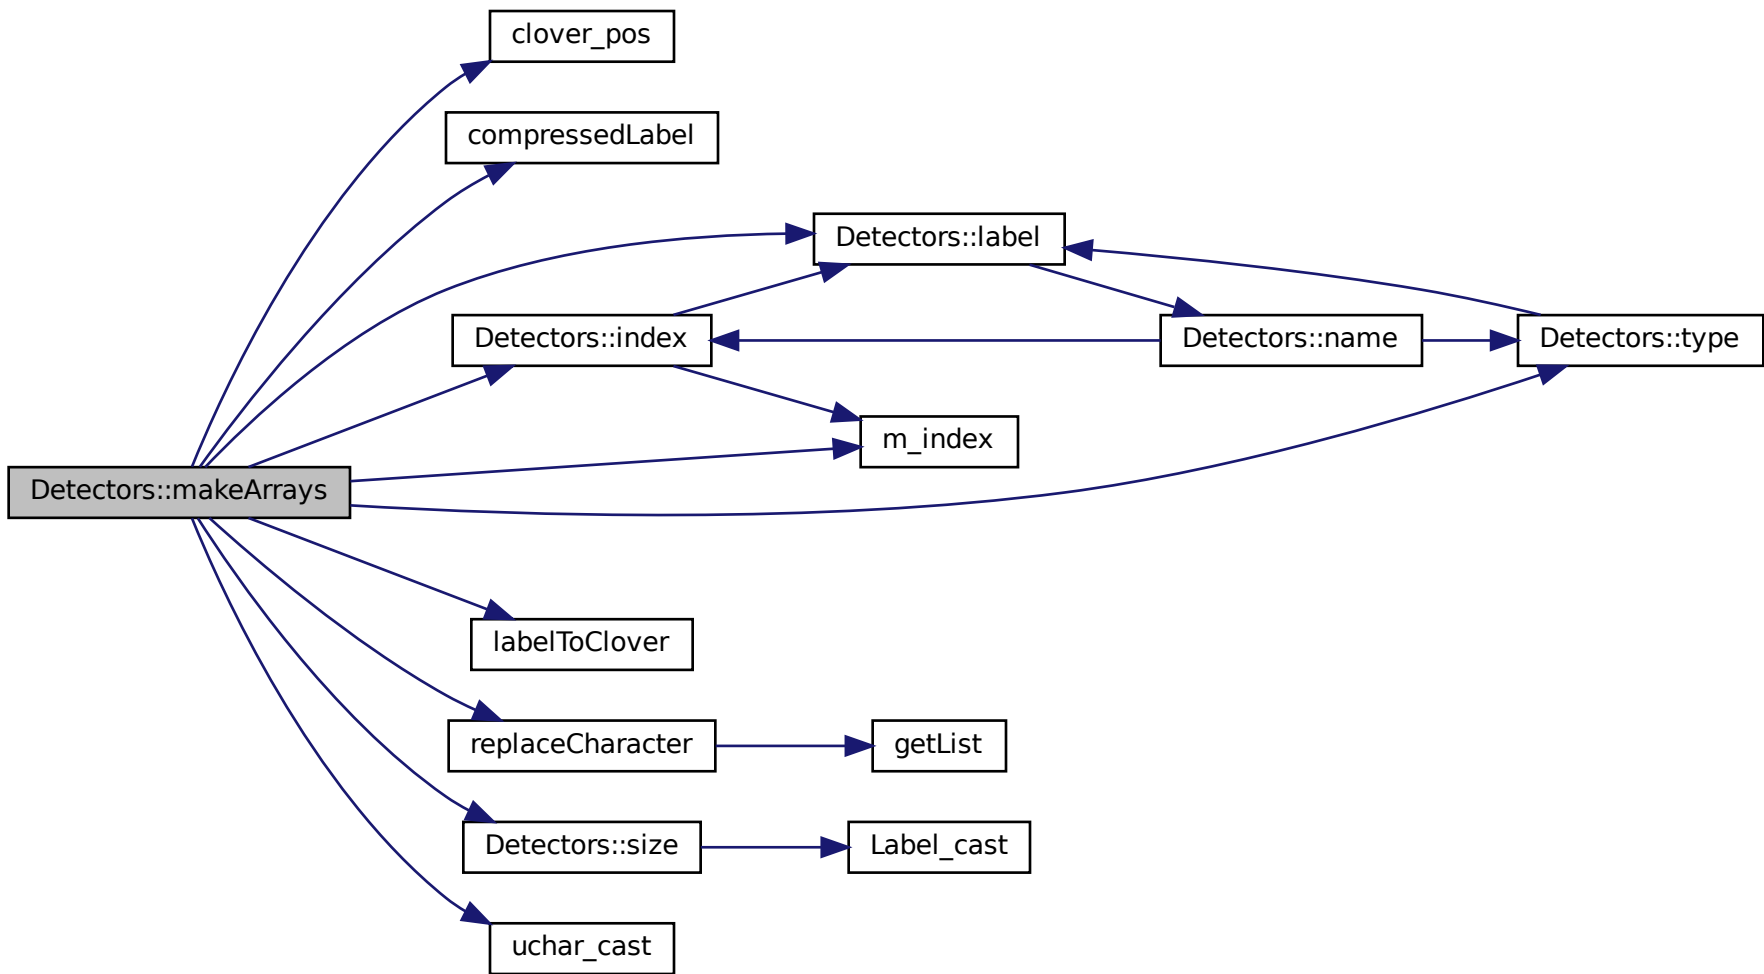 clover_pos
compressedLabel
Detectors::label
Detectors::index
Detectors::name
Detectors::type
m_index
Detectors::makeArrays
labelToClover
replaceCharacter
getList
Detectors::size
Label_cast
uchar_cast